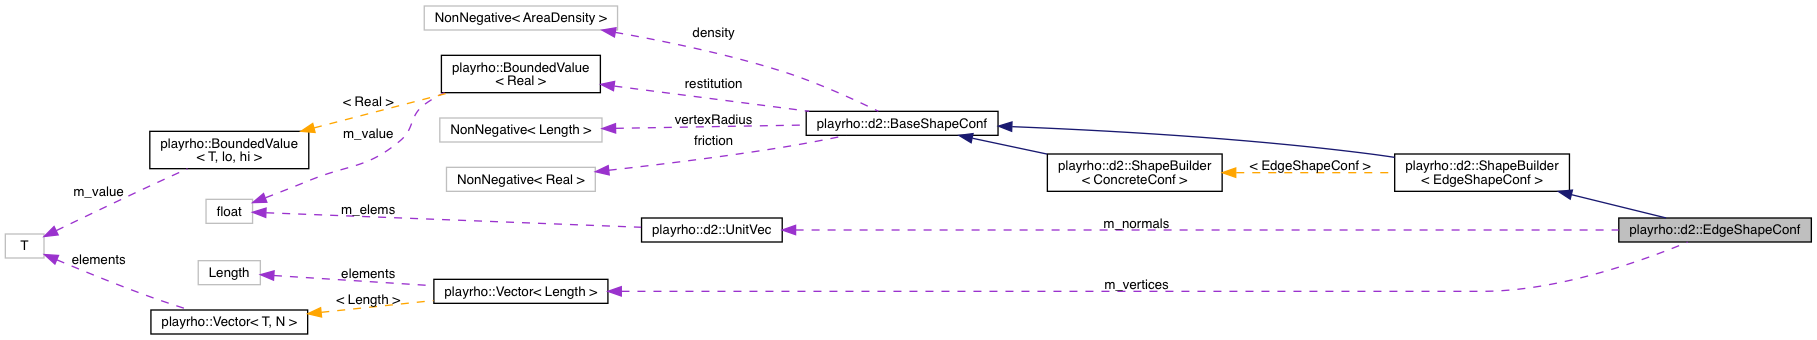 NonNegative< AreaDensity >
density
playrho::BoundedValue
< Real >
restitution
< Real >
m_value
vertexRadius
NonNegative< Length >
playrho::d2::BaseShapeConf
friction
playrho::BoundedValue
< T, lo, hi >
NonNegative< Real >
playrho::d2::ShapeBuilder
< ConcreteConf >
< EdgeShapeConf >
playrho::d2::ShapeBuilder
< EdgeShapeConf >
m_value
float
m_elems
playrho::d2::UnitVec
m_normals
playrho::d2::EdgeShapeConf
T
elements
Length
elements
playrho::Vector< Length >
m_vertices
< Length >
playrho::Vector< T, N >